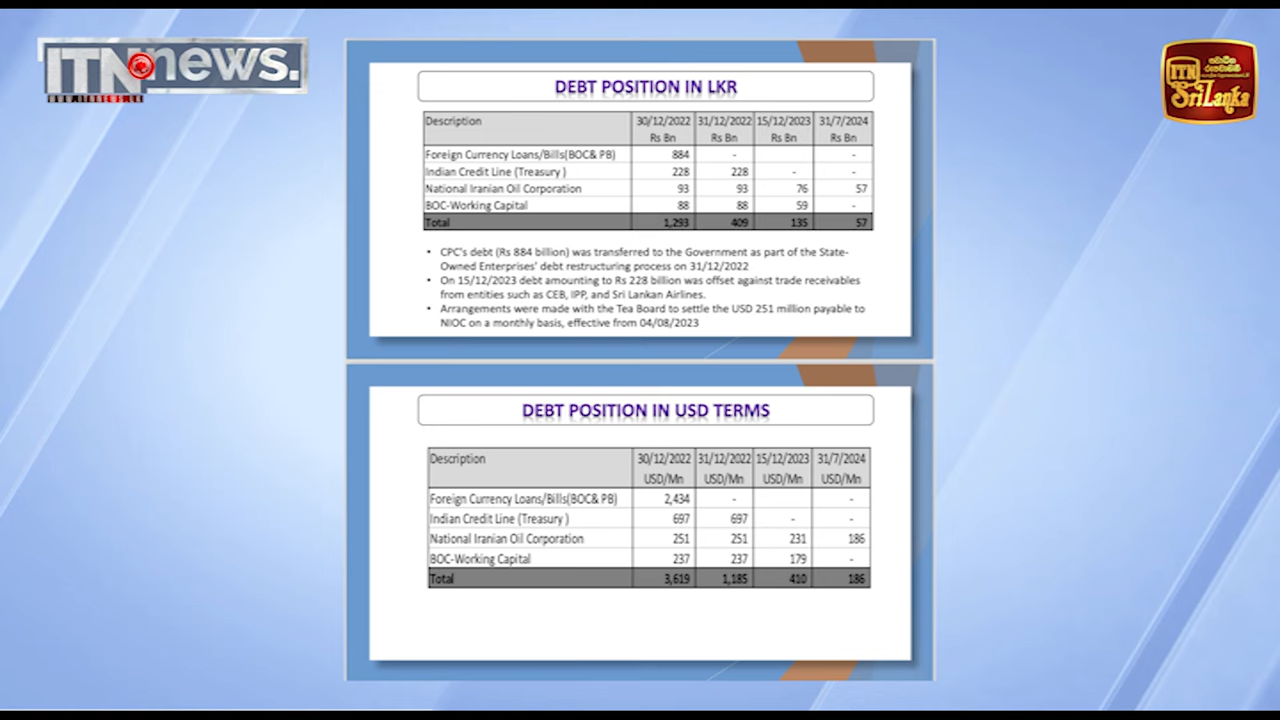 ITN news.
WWW.ITNNEWS.LK
ITN
Sri Lanka
DEBT POSITION IN LKR
Description 30/12/2022 31/12/2022 15/12/2023 31/7/2024
Rs Bn Rs Bn Rs Bn Rs Bn
Foreign Currency Loans/Bills(BOC& PB) 884 - -
Indian Credit Line (Treasury ) 228 228 - -
National Iranian Oil Corporation 93 93 76 57
BOC-Working Capital 88 88 59 -
Total 1,293 409 135 57
• CPC's debt (Rs 884 billion) was transferred to the Government as part of the State-
Owned Enterprises' debt restructuring process on 31/12/2022
• On 15/12/2023 debt amounting to Rs 228 billion was offset against trade receivables
from entities such as CEB, IPP, and Sri Lankan Airlines.
• Arrangements were made with the Tea Board to settle the USD 251 million payable to
NIOC on a monthly basis, effective from 04/08/2023
DEBT POSITION IN USD TERMS
Description 30/12/2022 31/12/2022 15/12/2023 31/7/2024
USD/Mn USD/Mn USD/Mn USD/Mn
Foreign Currency Loans/Bills(BOC& PB) 2,434 - -
Indian Credit Line (Treasury ) 697 697 - -
National Iranian Oil Corporation 251 251 231 186
BOC-Working Capital 237 237 179 -
Total 3,619 1,185 410 186